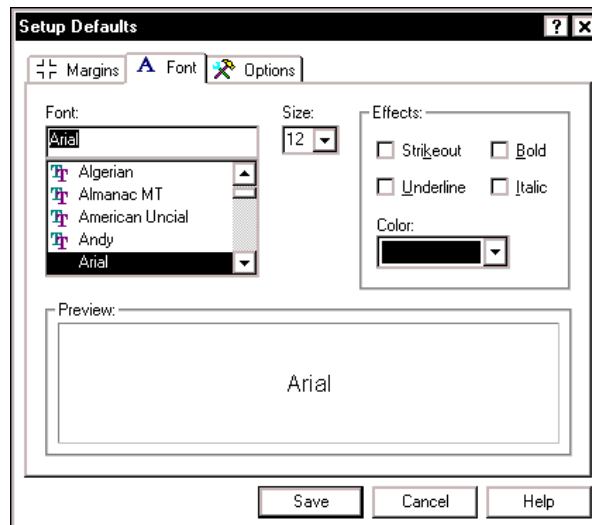 Setup Defaults
Margins Font Options
Font: Size: Effects:
Arial 12 Strikeout Bold
Algerian
Almanac MT Underline Italic
American Uncial
Andy Color:
Arial
Preview:
Arial
Save Cancel Help